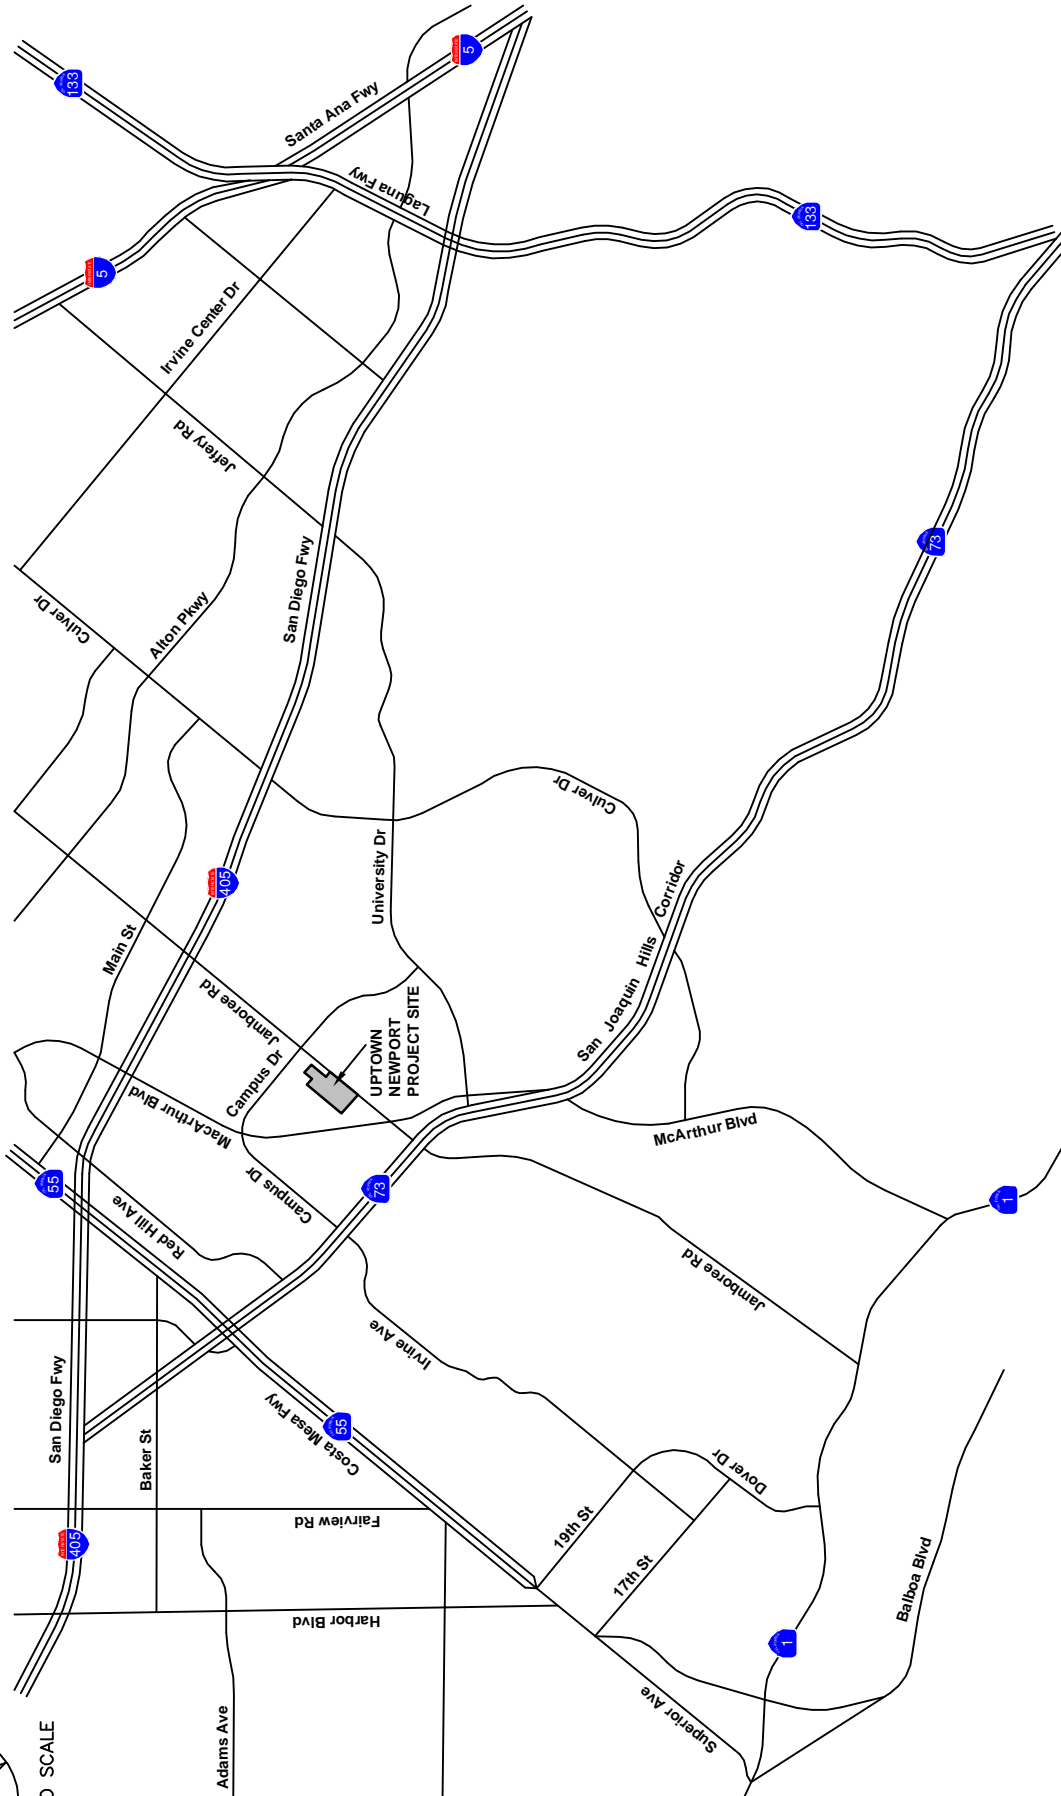 133
5
Santa Ana Fwy
5
Laguna Fwy
133
Irvine Center Dr
Jeffery Rd
San Diego Fwy
Culver Dr
Alton Pkwy
73
Culver Dr
University Dr
405
Main St
Jamboree Rd
San Joaquin Hills Corridor
UPTOWN
NEWPORT
PROJECT SITE
Campus Dr
MacArthur Blvd
McArthur Blvd
55
Red Hill Ave
Campus Dr
73
1
Jamboree Rd
Irvine Ave
San Diego Fwy
Baker St
Costa Mesa Fwy
55
Dover Dr
405
Fairview Rd
19th St
17th St
Balboa Blvd
Harbor Blvd
1
Superior Ave
Adams Ave
SCALE